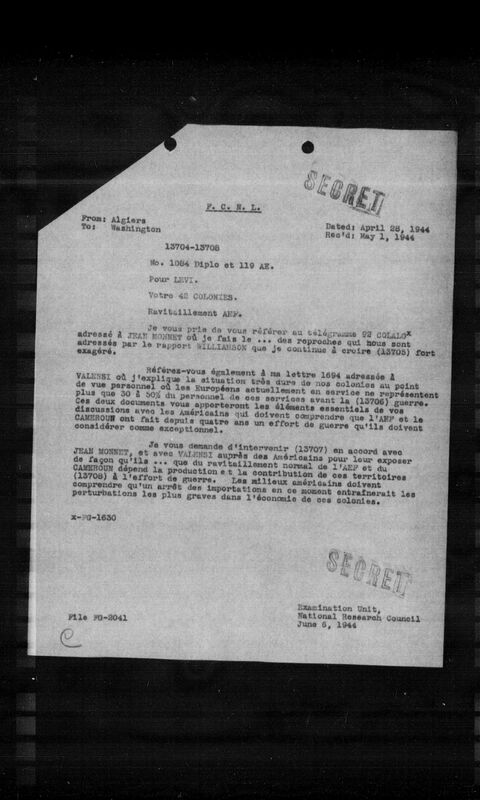 SECRET
F. C. N. L.
From: Algiers
To: Washington
Dated: April 28, 1944
Rec'd: May 1, 1944
13704-13708
No. 1084 Diplo et 119 AE.
Pour LEVI.
Votre 42 COLONIES.
Ravitaillement AEF.
Je vous prie de vous référer au télégramme 92 COLALO x
adressé à JEAN MONNET où je fais le ... des reproches qui nous sont
adressés par le rapport WILLIAMSON que je continue à croire (13705) fort
exagéré.
Référez-vous également à ma lettre 1694 adressée à
VALENSI où j'explique la situation très dure de nos colonies au point
de vue personnel où les Européens actuellement en service ne représentent
plus que 30 à 50% du personnel de ces services avant la (13706) guerre.
Ces deux documents vous apporteront les éléments essentiels de vos
discussions avec les Américains qui doivent comprendre que l'AEF et le
CAMEROUN ont fait depuis quatre ans un effort de guerre qu'ils doivent
considérer comme exceptionnel.
Je vous demande d'intervenir (13707) en accord avec
JEAN MONNET, et avec VALENSI auprès des Américains pour leur exposer
de façon qu'ils ... que du ravitaillement normal de l'AEF et du
CAMEROUN dépend la production et la contribution de ces territoires
(13708) à l'effort de guerre. Les milieux américains doivent
comprendre qu'un arrêt des importations en ce moment entraînerait les
perturbations les plus graves dans l'économie de ces colonies.
x-FG-1630
SECRET
File FG-2041
Examination Unit,
National Research Council
June 6, 1944
C